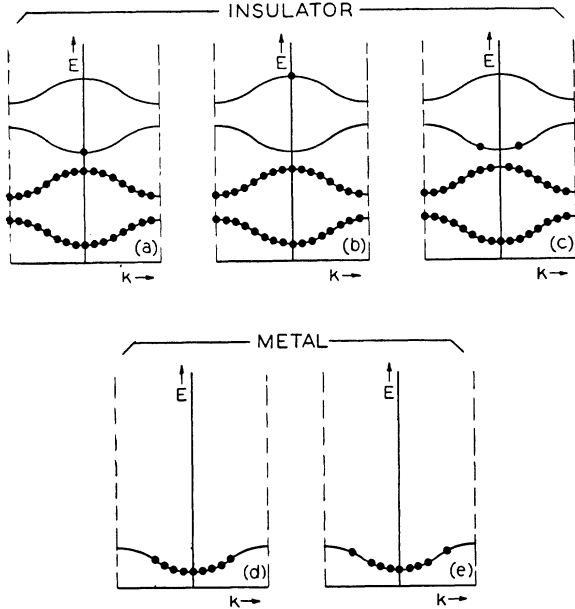 INSULATOR
E E E
(a) (b) (c)
k→ k→ k→
METAL
E E
(d) (e)
k→ k→